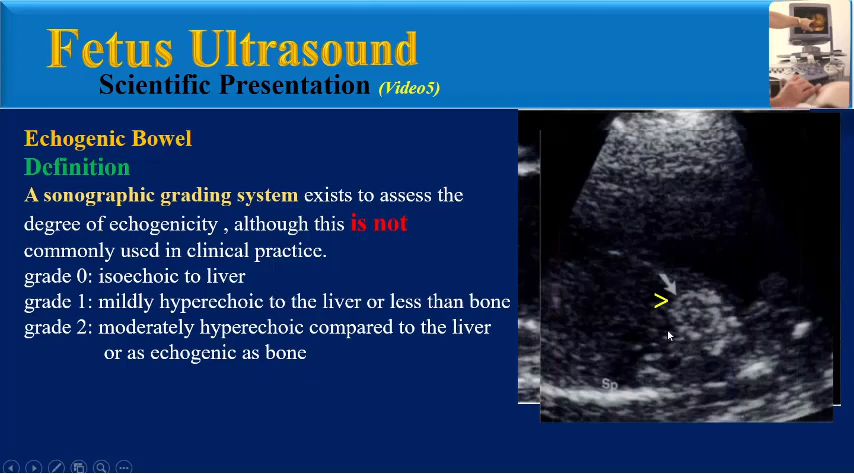 Fetus Ultrasound
Scientific Presentation (Video5)
Echogenic Bowel
Definition
A sonographic grading system exists to assess the
degree of echogenicity , although this is not
commonly used in clinical practice.
grade 0: isoechoic to liver
grade 1: mildly hyperechoic to the liver or less than bone
grade 2: moderately hyperechoic compared to the liver
or as echogenic as bone
>
Sp